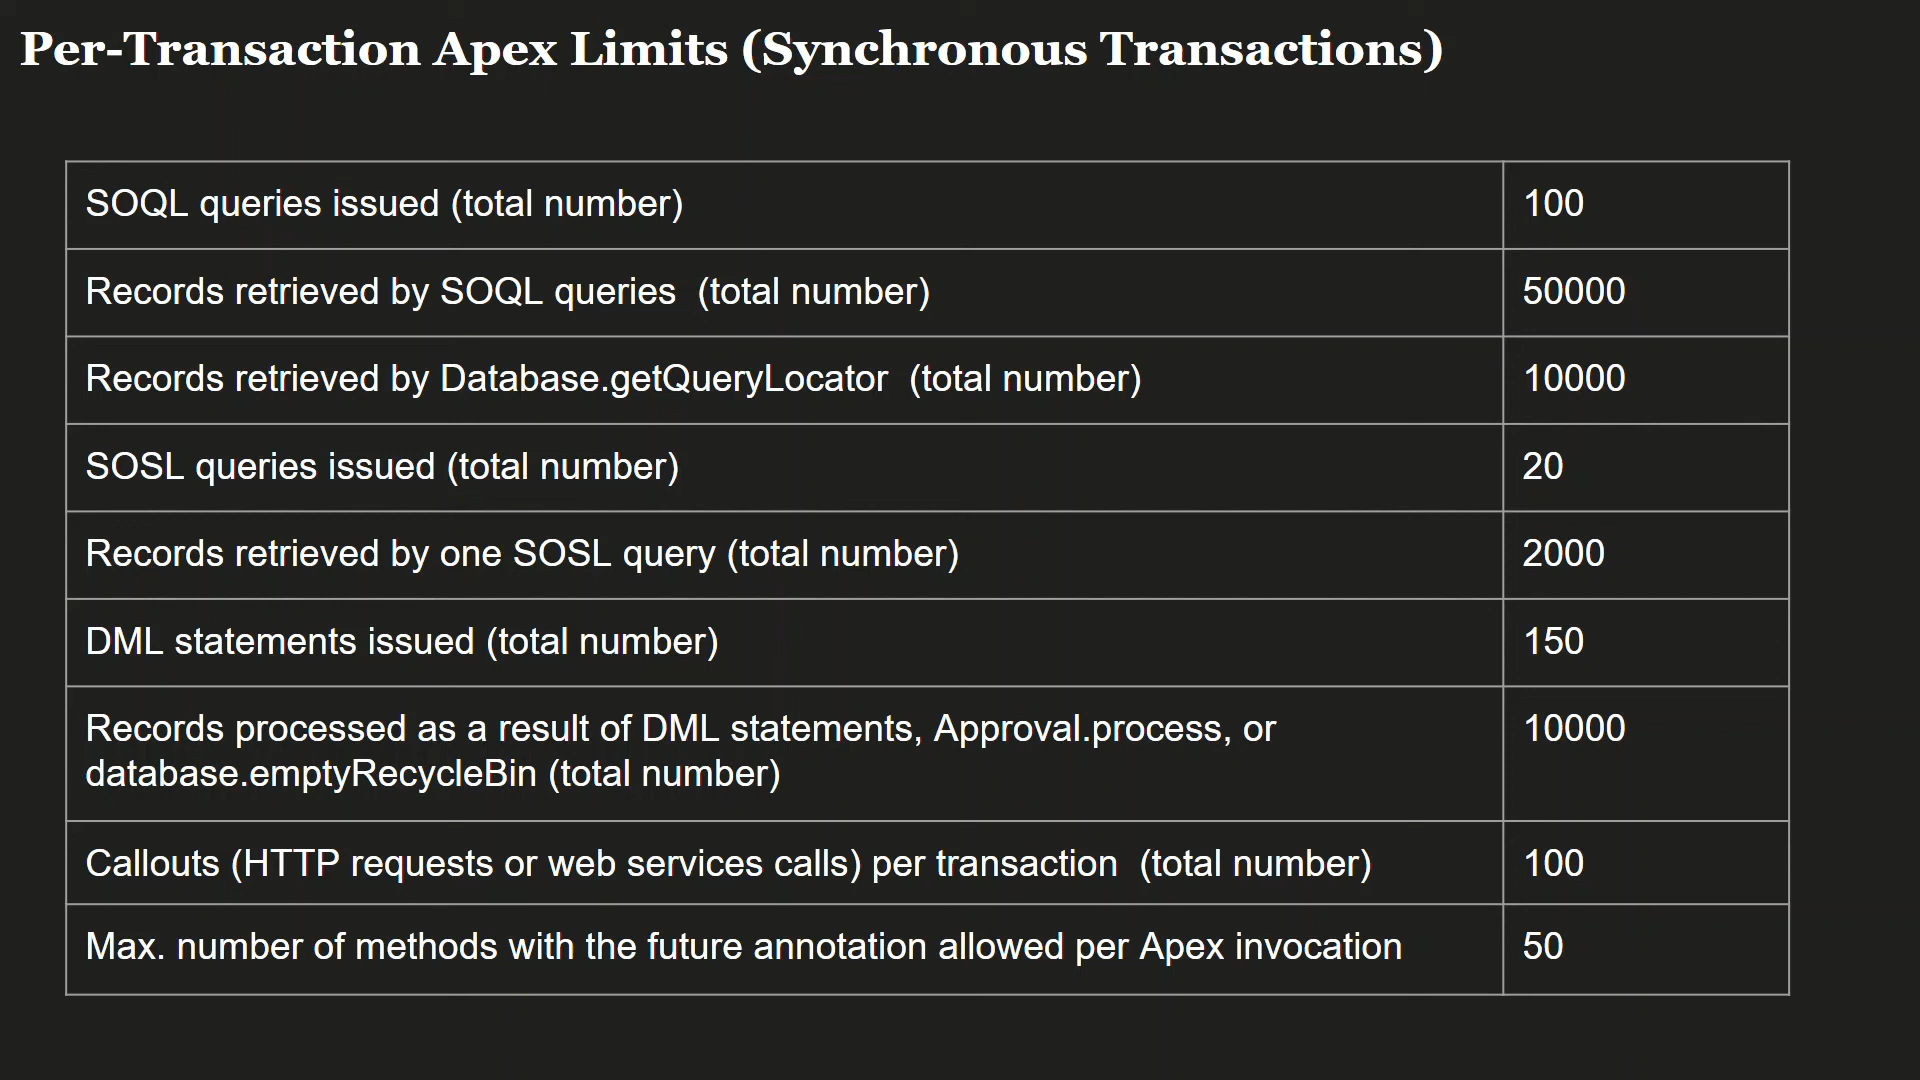 Per-Transaction Apex Limits (Synchronous Transactions)
SOQL queries issued (total number) 100
Records retrieved by SOQL queries  (total number) 50000
Records retrieved by Database.getQueryLocator  (total number) 10000
SOSL queries issued (total number) 20
Records retrieved by one SOSL query (total number) 2000
DML statements issued (total number) 150
Records processed as a result of DML statements, Approval.process, or 10000
database.emptyRecycleBin (total number)
Callouts (HTTP requests or web services calls) per transaction  (total number) 100
Max. number of methods with the future annotation allowed per Apex invocation 50